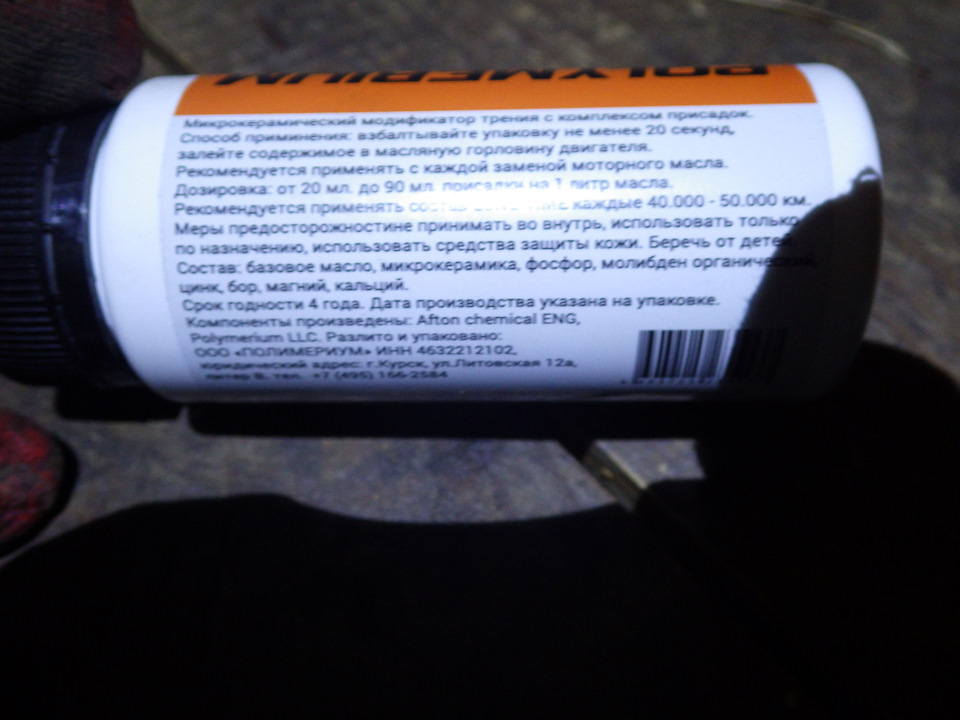 POLYMERIUM
Микрокерамический модификатор трения с комплексом присадок.
Способ приминения: взбалтывайте упаковку не менее 20 секунд,
залейте содержимое в масляную горловину двигателя.
Рекомендуется применять с каждой заменой моторного масла.
Дозировка: от 20 мл. до 90 мл. присадки на 1 литр масла.
Рекомендуется применять состав каждые 40.000 - 50.000 км.
Меры предосторожностине принимать во внутрь, использовать только
по назначению, использовать средства защиты кожи. Беречь от детей.
Состав: базовое масло, микрокерамика, фосфор, молибден органический,
цинк, бор, магний, кальций.
Срок годности 4 года. Дата производства указана на упаковке.
Компоненты произведены: Afton chemical ENG,
Polymerium LLC. Разлито и упаковано:
ООО «ПОЛИМЕРИУМ» ИНН 4632212102,
юридический адрес: г.Курск, ул.Литовская 12а,
литер В. тел. +7 (495) 166-2584